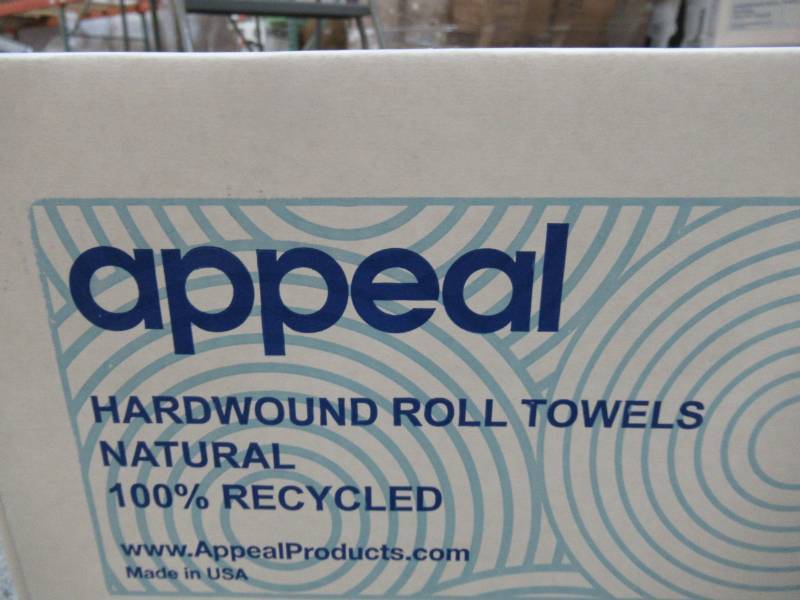 appeal
HARDWOUND ROLL TOWELS
NATURAL
100% RECYCLED
www.AppealProducts.com
Made in USA